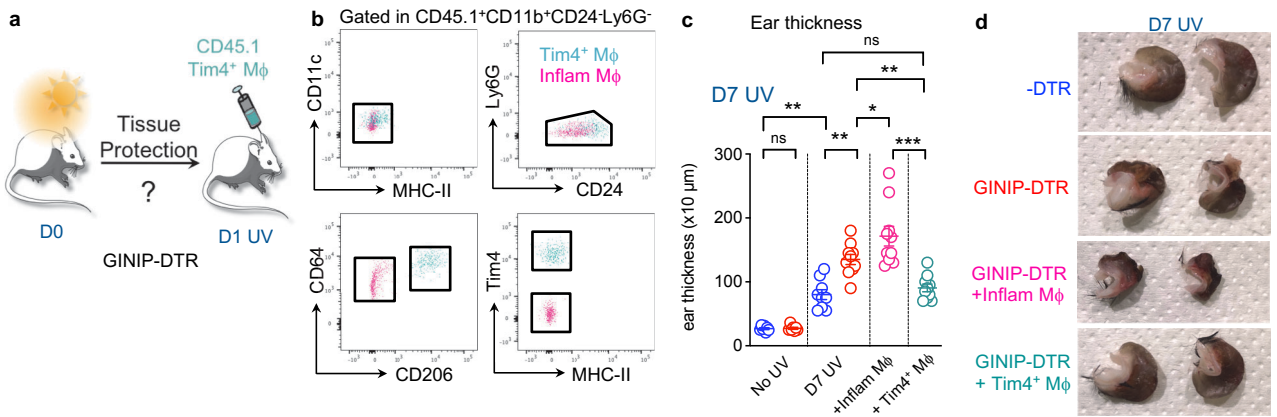 a
CD45.1
Tim4⁺ Mϕ
Tissue
Protection
?
D0
D1 UV
GINIP-DTR
b
Gated in CD45.1⁺CD11b⁺CD24⁻Ly6G⁻
CD11c
MHC-II
Ly6G
Tim4⁺ Mϕ
Inflam Mϕ
CD24
CD64
CD206
Tim4
MHC-II
c
Ear thickness
D7 UV
ns
**
**
*
ns
**
***
ear thickness (x10 µm)
300
200
100
0
No UV
D7 UV
+Inflam Mϕ
+ Tim4⁺ Mϕ
d
D7 UV
-DTR
GINIP-DTR
GINIP-DTR
+Inflam Mϕ
GINIP-DTR
+ Tim4⁺ Mϕ